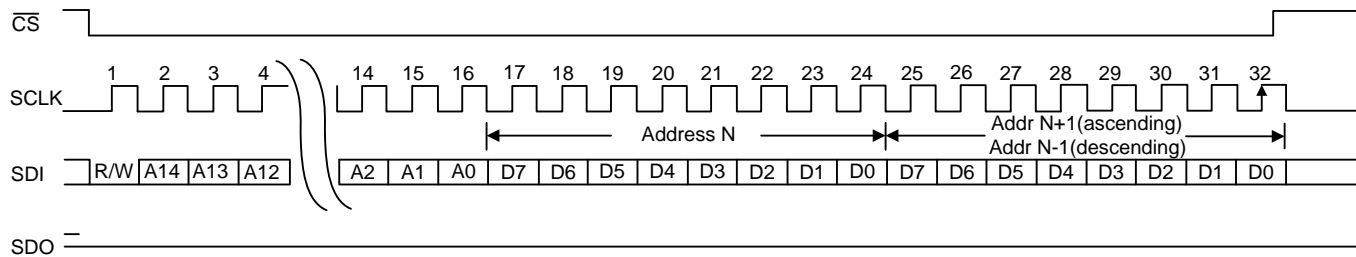 CS
1 2 3 4 14 15 16 17 18 19 20 21 22 23 24 25 26 27 28 29 30 31 32
SCLK
Address N
Addr N+1(ascending)
Addr N-1(descending)
SDI R/W A14 A13 A12 A2 A1 A0 D7 D6 D5 D4 D3 D2 D1 D0 D7 D6 D5 D4 D3 D2 D1 D0
SDO